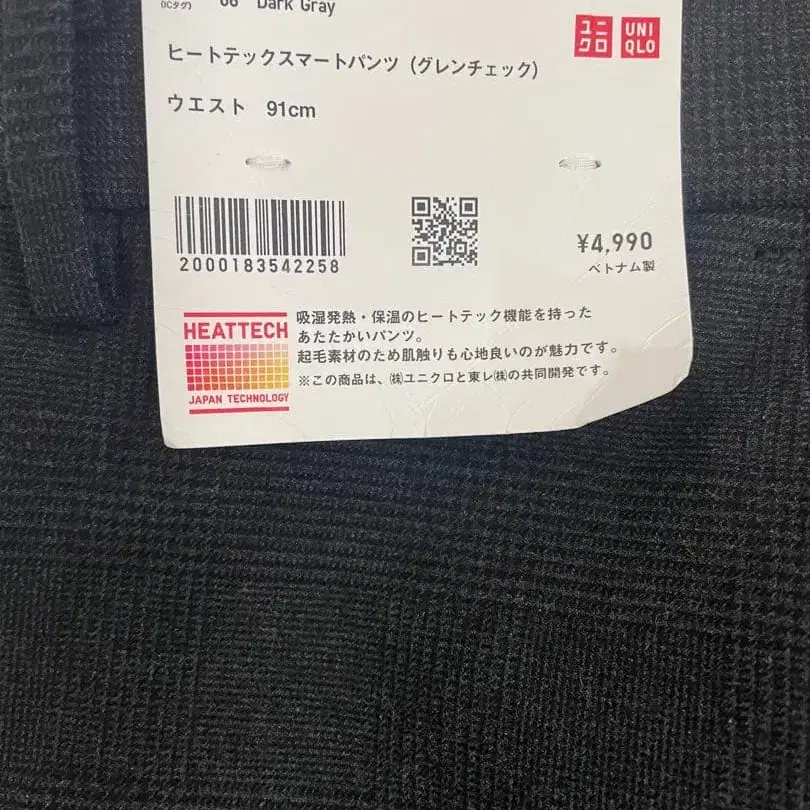 (ICタグ) 08 Dark Gray
ユニクロ UNIQLO
ヒートテックスマートパンツ（グレンチェック）
ウエスト 91cm
2000183542258
¥4,990
ベトナム製
HEATTECH
JAPAN TECHNOLOGY
吸湿発熱・保温のヒートテック機能を持った
あたたかいパンツ。
起毛素材のため肌触りも心地良いのが魅力です。
※この商品は、㈱ユニクロと東レ㈱の共同開発です。